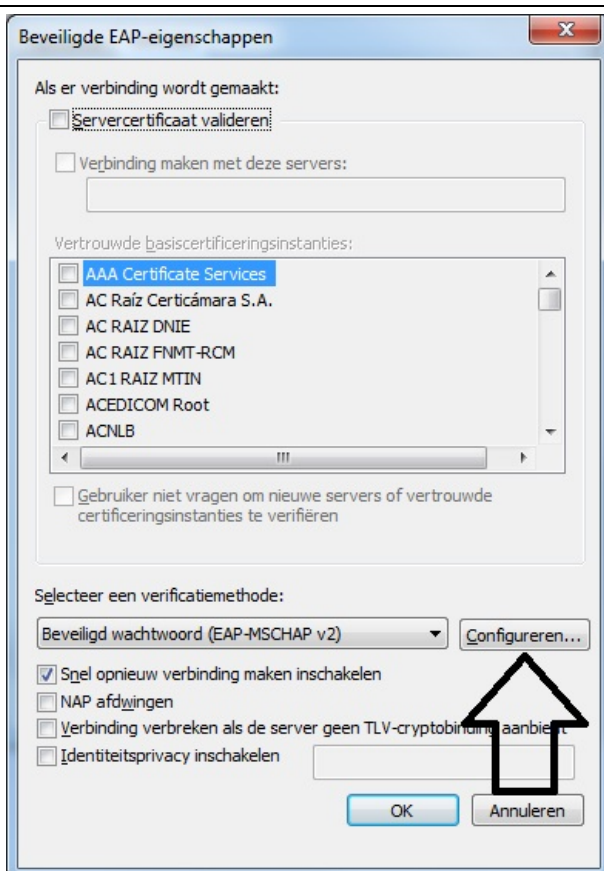 Beveiligde EAP-eigenschappen
Als er verbinding wordt gemaakt:
Servercertificaat valideren
Verbinding maken met deze servers:
Vertrouwde basiscertificeringsinstanties:
AAA Certificate Services
AC Raíz Certicámara S.A.
AC RAIZ DNIE
AC RAIZ FNMT-RCM
AC1 RAIZ MTIN
ACEDICOM Root
ACNLB
Gebruiker niet vragen om nieuwe servers of vertrouwde
certificeringsinstanties te verifiëren
Selecteer een verificatiemethode:
Beveiligd wachtwoord (EAP-MSCHAP v2)
Configureren...
Snel opnieuw verbinding maken inschakelen
NAP afdwingen
Verbinding verbreken als de server geen TLV-cryptobinding aanbiedt
Identiteitsprivacy inschakelen
OK
Annuleren